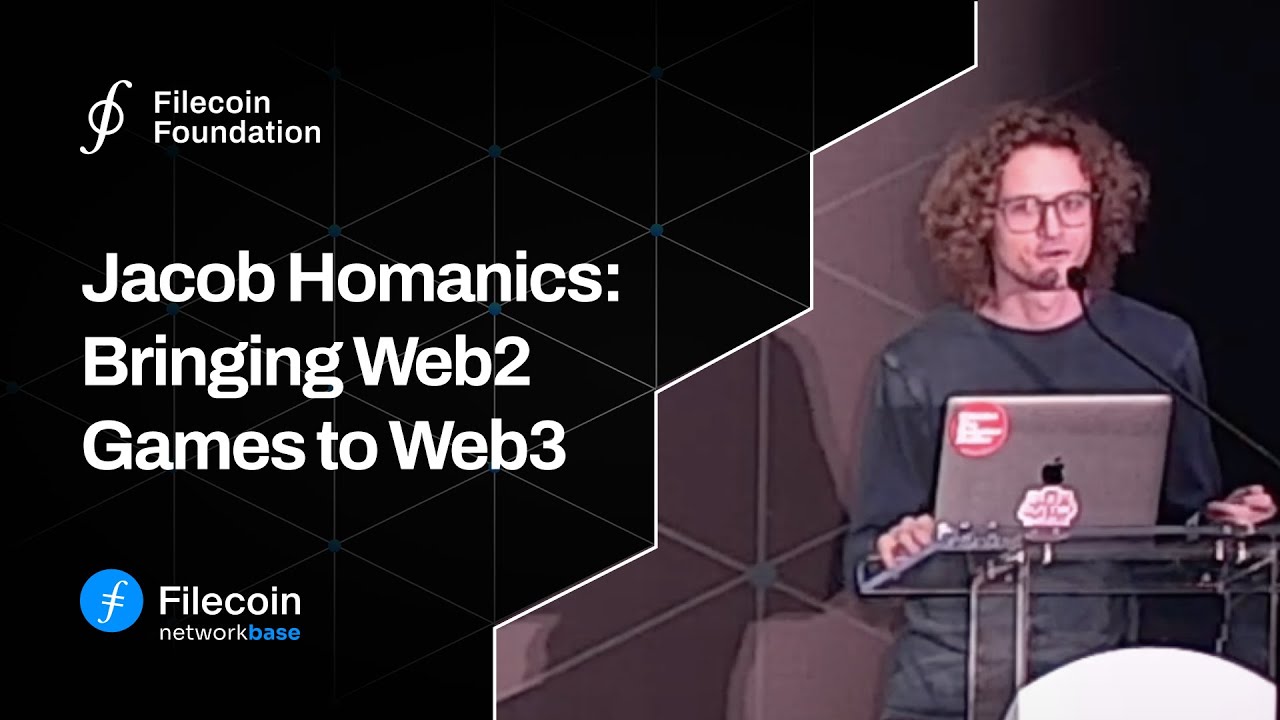 Filecoin
Foundation
Jacob Homanics:
Bringing Web2
Games to Web3
Filecoin
networkbase